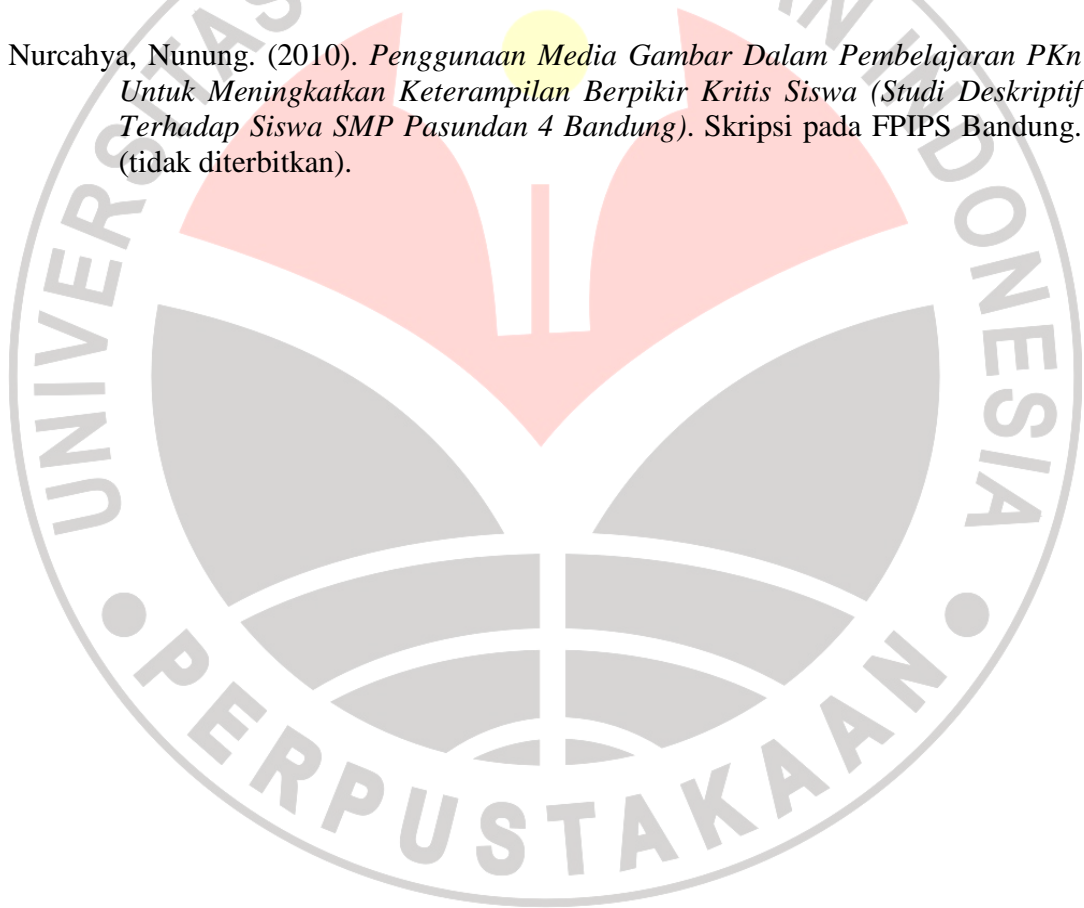 Nurcahya, Nunung. (2010). Penggunaan Media Gambar Dalam Pembelajaran PKn
Untuk Meningkatkan Keterampilan Berpikir Kritis Siswa (Studi Deskriptif
Terhadap Siswa SMP Pasundan 4 Bandung). Skripsi pada FPIPS Bandung.
(tidak diterbitkan).
UNIVERSITAS
AN INDONESIA
PERPUSTAKAAN